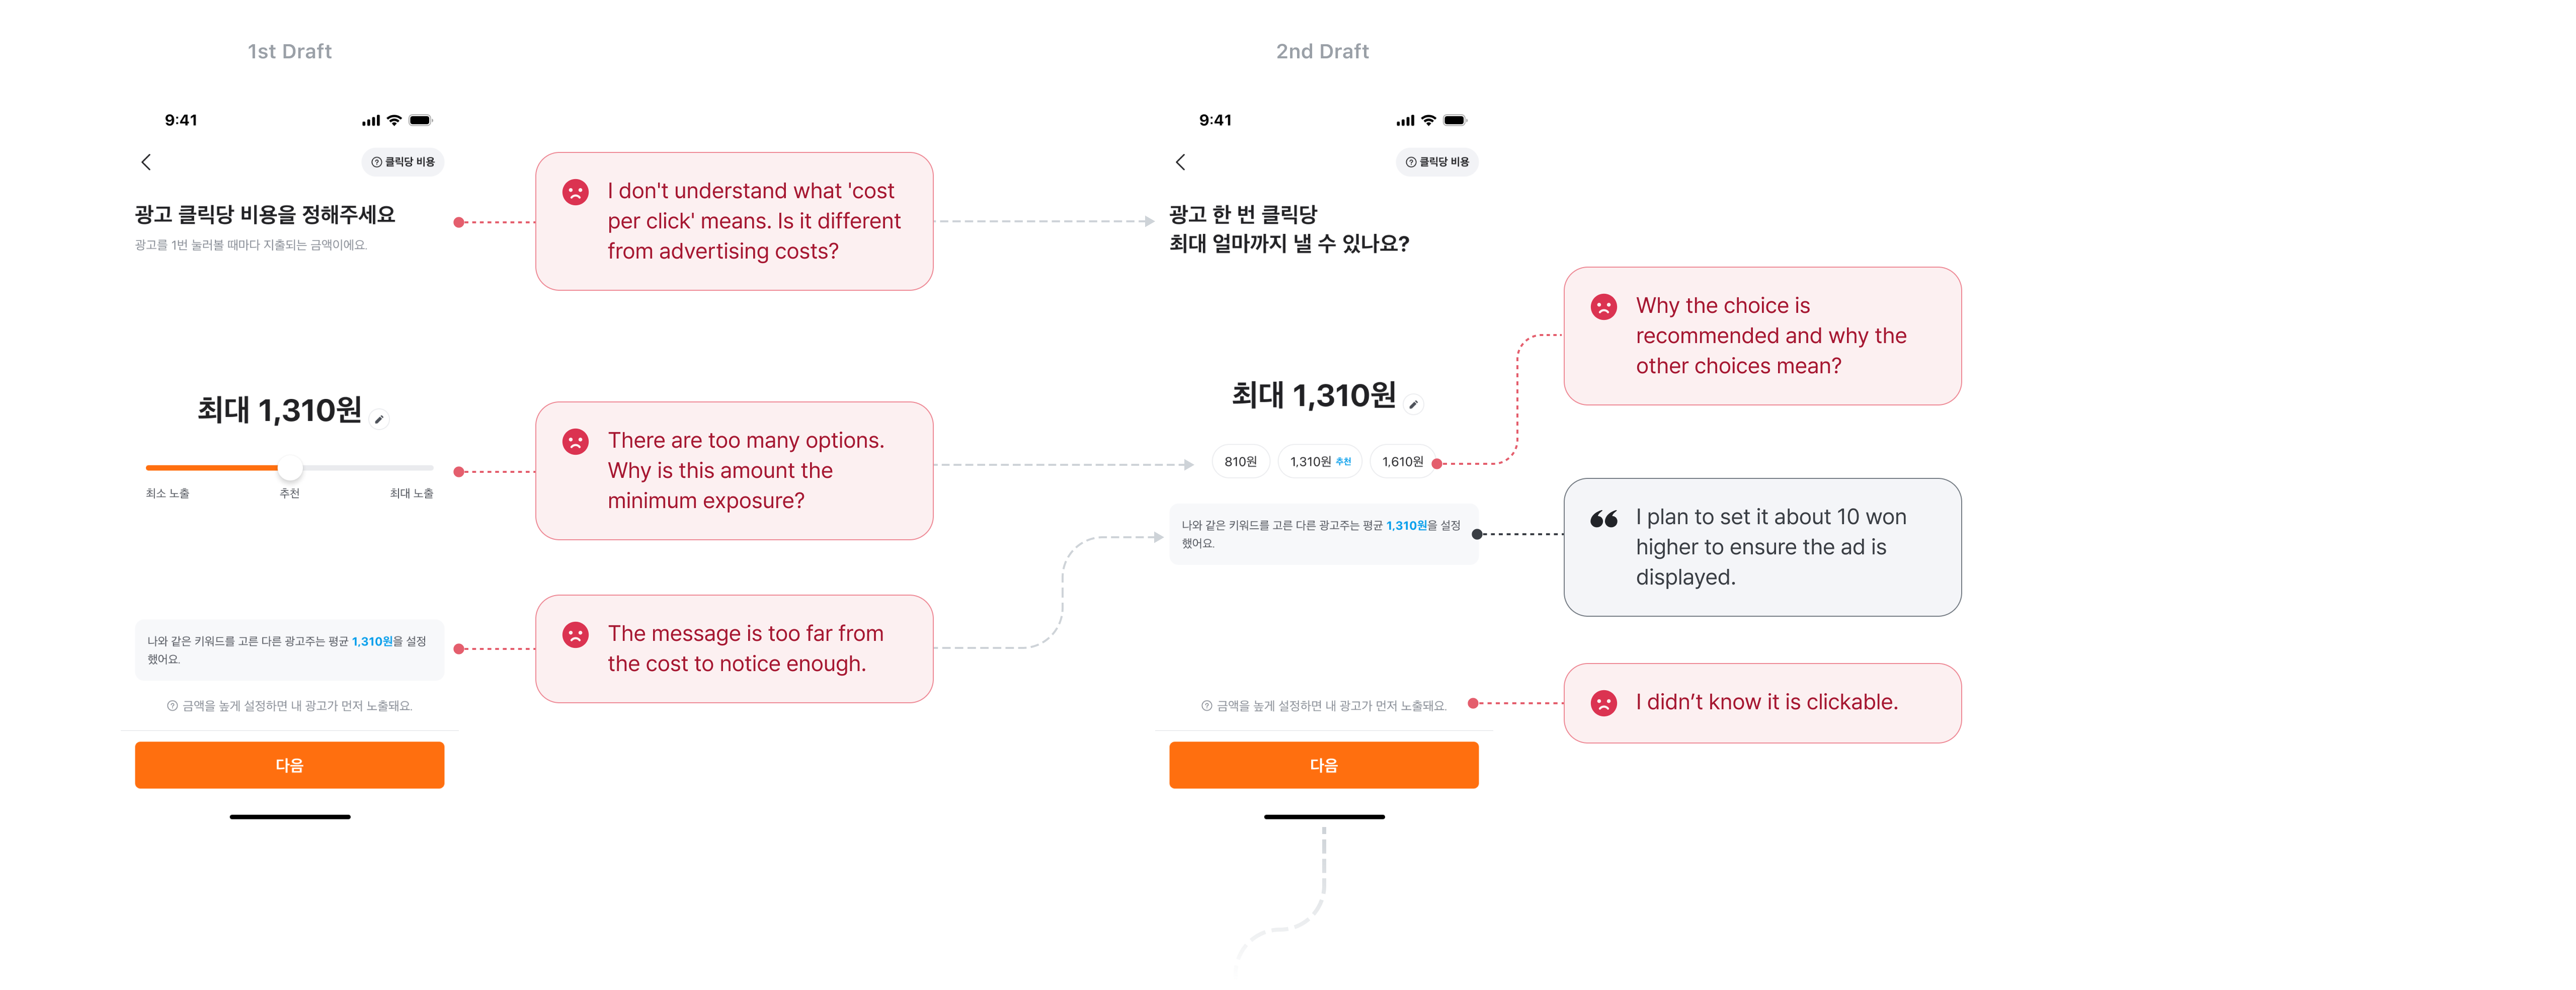 1st Draft
9:41
클릭당 비용
광고 클릭당 비용을 정해주세요
광고를 1번 눌러볼 때마다 지출되는 금액이에요.
최대 1,310원
최소 노출
추천
최대 노출
나와 같은 키워드를 고른 다른 광고주는 평균 1,310원을 설정
했어요.
금액을 높게 설정하면 내 광고가 먼저 노출돼요.
다음
I don't understand what 'cost
per click' means. Is it different
from advertising costs?
There are too many options.
Why is this amount the
minimum exposure?
The message is too far from
the cost to notice enough.
2nd Draft
9:41
클릭당 비용
광고 한 번 클릭당
최대 얼마까지 낼 수 있나요?
최대 1,310원
810원
1,310원 추천
1,610원
나와 같은 키워드를 고른 다른 광고주는 평균 1,310원을 설정
했어요.
금액을 높게 설정하면 내 광고가 먼저 노출돼요.
다음
Why the choice is
recommended and why the
other choices mean?
I plan to set it about 10 won
higher to ensure the ad is
displayed.
I didn’t know it is clickable.